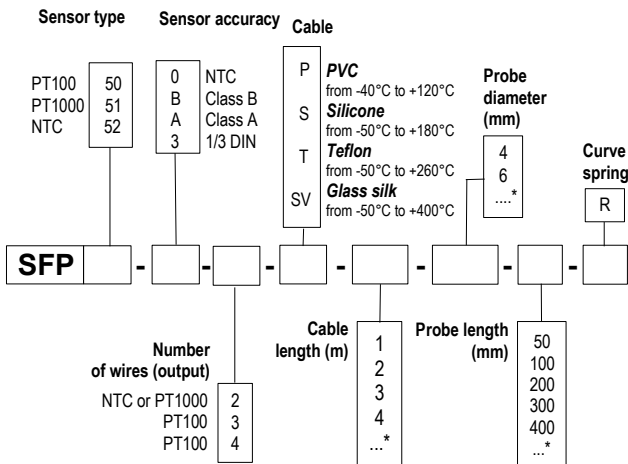 Sensor type
PT100 50
PT1000 51
NTC 52
Sensor accuracy
0 NTC
B Class B
A Class A
3 1/3 DIN
Cable
P PVC
from -40°C to +120°C
S Silicone
from -50°C to +180°C
T Teflon
from -50°C to +260°C
SV Glass silk
from -50°C to +400°C
Probe
diameter
(mm)
4
6
....*
Curve
spring
R
SFP - - - - - - -
Number
of wires (output)
NTC or PT1000 2
PT100 3
PT100 4
Cable
length (m)
1
2
3
4
...*
Probe length
(mm)
50
100
200
300
400
...*